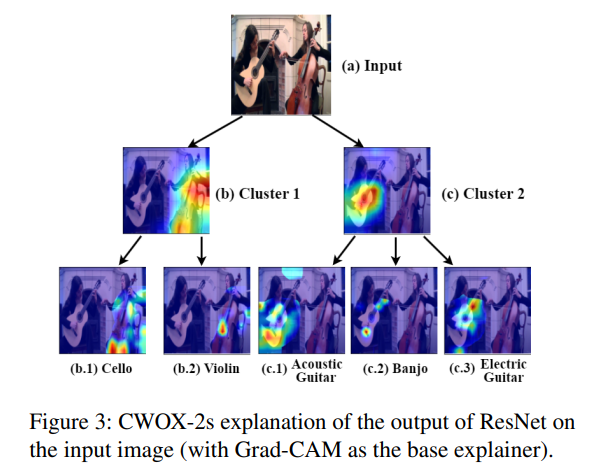 (a) Input
(b) Cluster 1
(c) Cluster 2
(b.1) Cello
(b.2) Violin
(c.1) Acoustic
Guitar
(c.2) Banjo
(c.3) Electric
Guitar
Figure 3: CWOX-2s explanation of the output of ResNet on
the input image (with Grad-CAM as the base explainer).